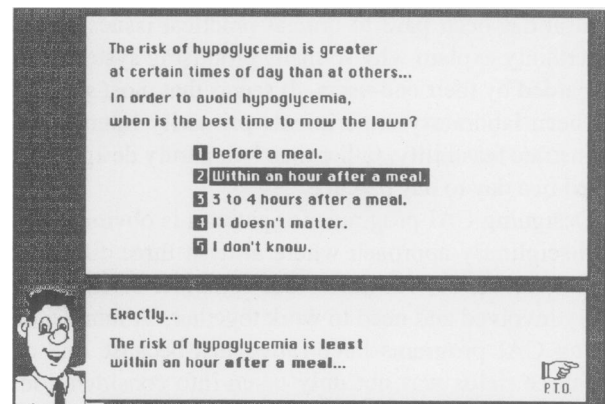 The risk of hypoglycemia is greater
at certain times of day than at others...
In order to avoid hypoglycemia,
when is the best time to mow the lawn?
1 Before a meal.
2 Within an hour after a meal.
3 3 to 4 hours after a meal.
4 I doesn't matter.
5 I don't know.
Exactly...
The risk of hypoglycemia is least
within an hour after a meal...
P.T.O.